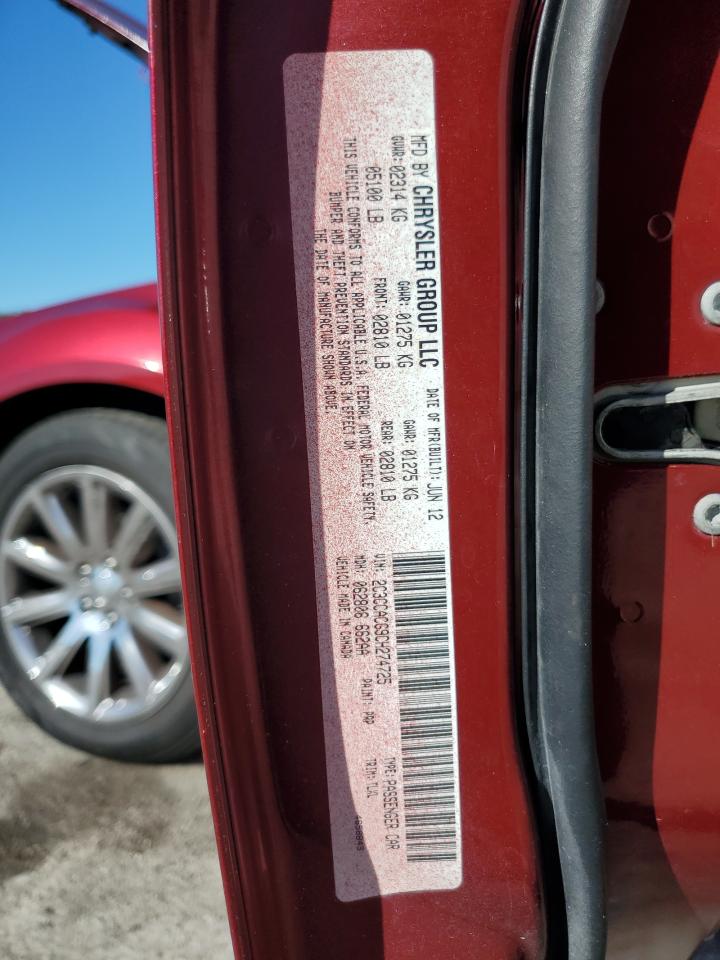 MFD BY CHRYSLER GROUP LLC DATE OF MFR(BUILT): JUN 12
GVWR: 02314 KG GAWR: 01275 KG GAWR: 01275 KG
05100 LB FRONT: 02810 LB REAR: 02810 LB
THIS VEHICLE CONFORMS TO ALL APPLICABLE U.S.A. FEDERAL MOTOR VEHICLE SAFETY,
BUMPER AND THEFT PREVENTION STANDARDS IN EFFECT ON
THE DATE OF MANUFACTURE SHOWN ABOVE.
VIN: 2C3CCACG9CH274725 TYPE: PASSENGER CAR
MDH: 062806 662AA PAINT: PRP TRIM: TLXL
VEHICLE MADE IN CANADA